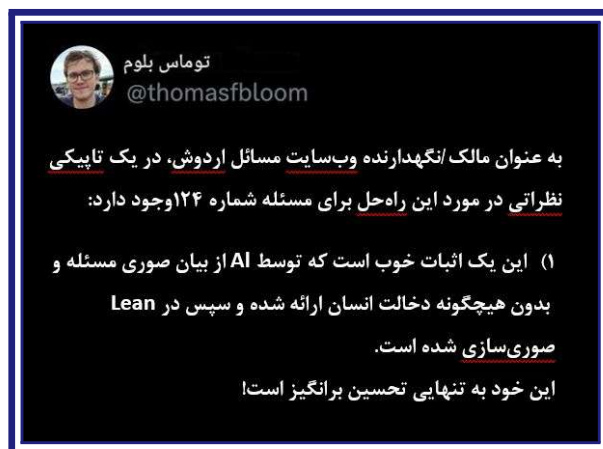 توماس بلوم
@thomasfbloom
به عنوان مالک/نگهدارنده وب‌سایت مسائل اردوش، در یک تاپیکی
نظراتی در مورد این راه‌حل برای مسئله شماره ۱۲۴وجود دارد:
۱) این یک اثبات خوب است که توسط AI از بیان صوری مسئله و
بدون هیچگونه دخالت انسان ارائه شده و سپس در Lean
صوری‌سازی شده است.
این خود به تنهایی تحسین برانگیز است!